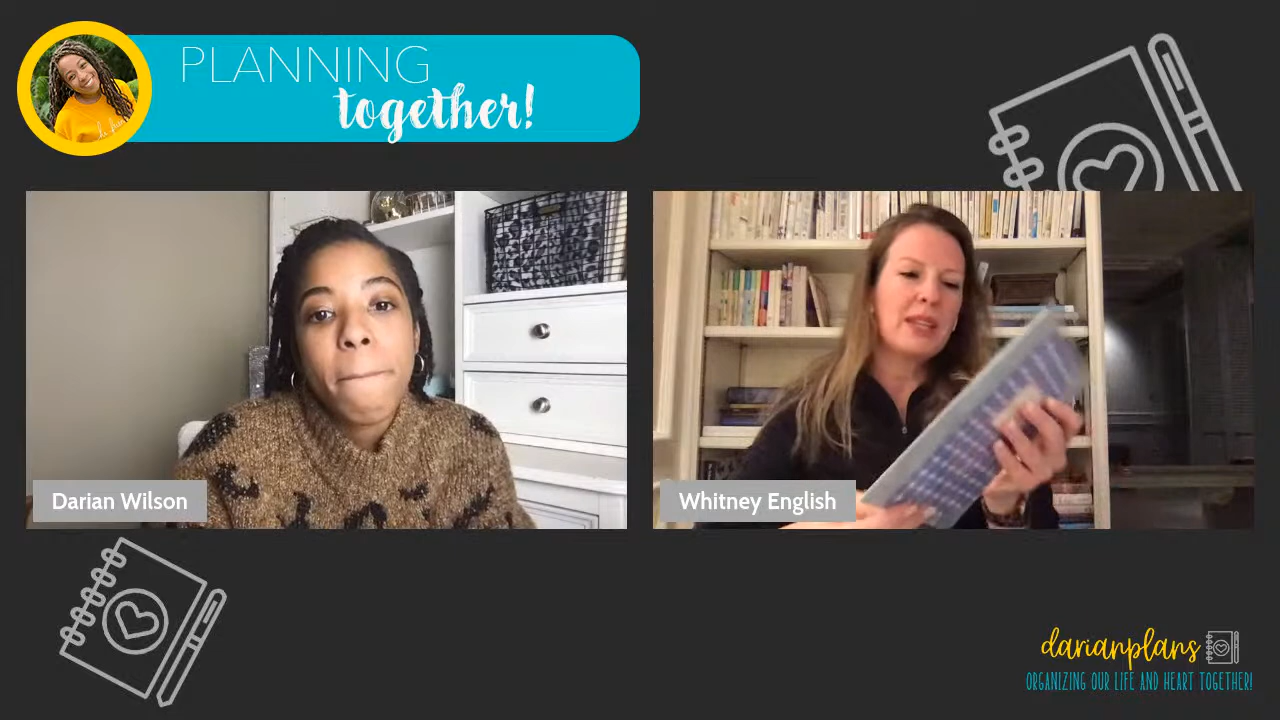 PLANNING
together!
Darian Wilson
Whitney English
darianplans
ORGANIZING OUR LIFE AND HEART TOGETHER!